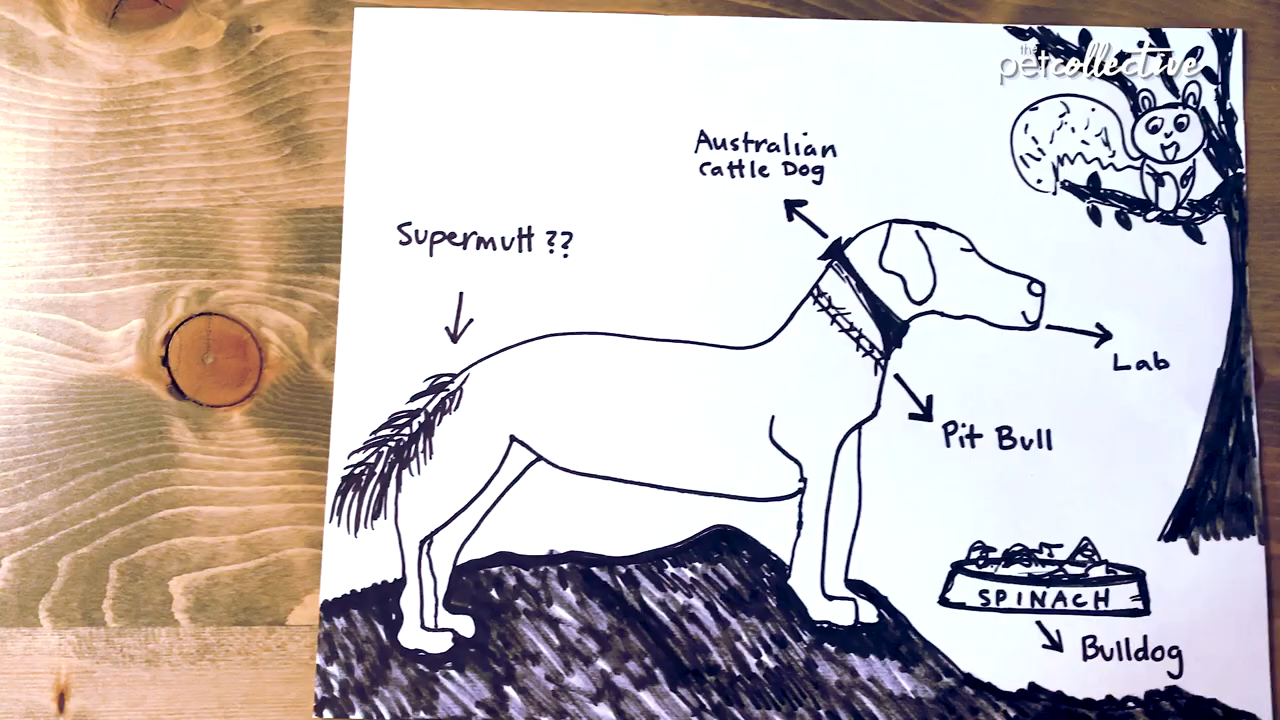 the
petcollective
Australian
Cattle Dog
Supermutt ??
Lab
Pit Bull
SPINACH
Bulldog